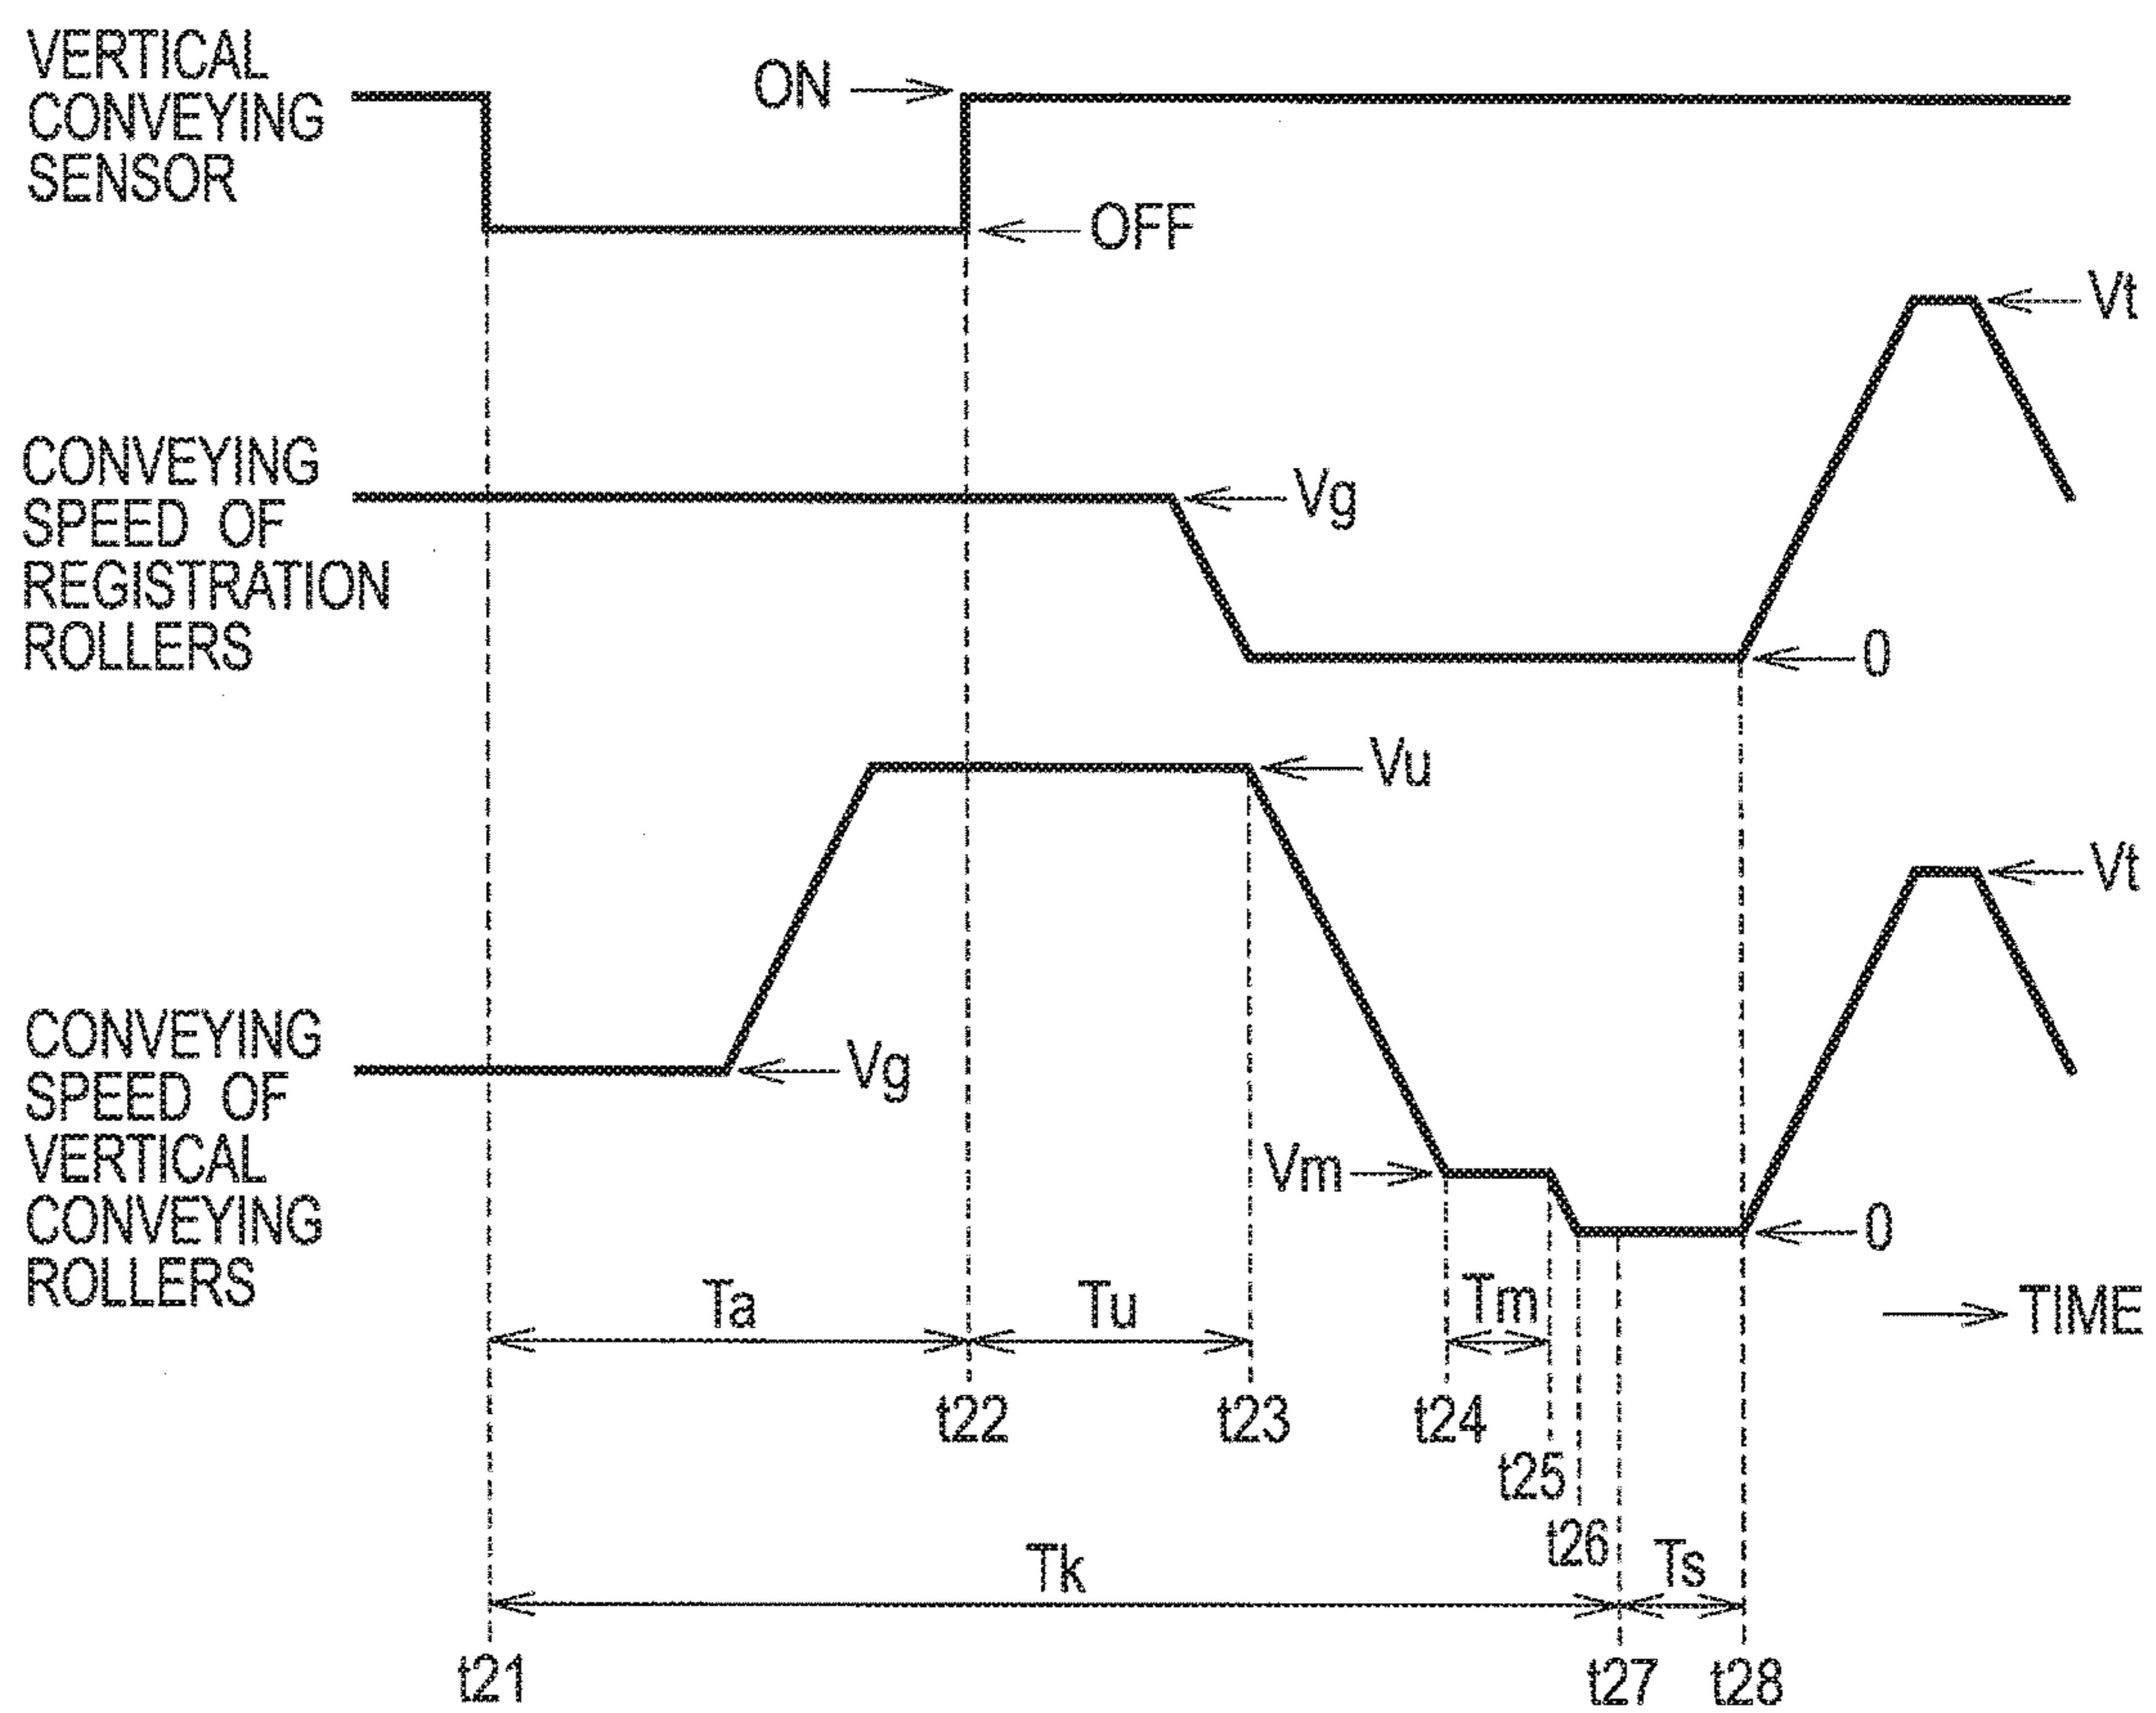 VERTICAL
CONVEYING
SENSOR
ON
OFF
Vt
CONVEYING
SPEED OF
REGISTRATION
ROLLERS
Vg
0
Vu
Vt
CONVEYING
SPEED OF
VERTICAL
CONVEYING
ROLLERS
Vg
Vm
0
Ta
Tu
Tm
TIME
t22
t23
t24
t25
t26
Tk
Ts
t21
t27
t28